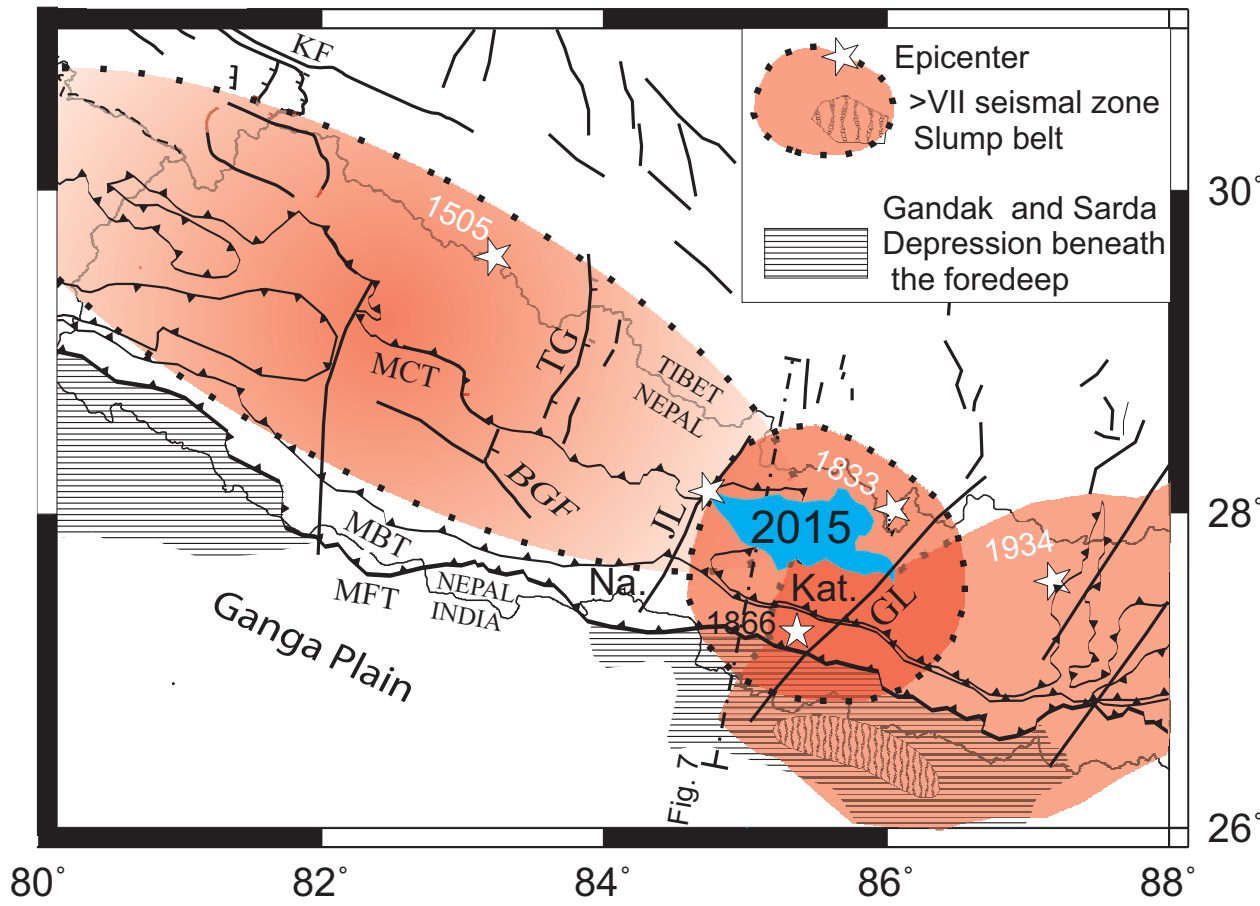 KF
Epicenter
>VII seismal zone
Slump belt
Gandak and Sarda
Depression beneath
the foredeep
30°
1505
TG
MCT
TIBET
NEPAL
BGF
1833
28°
JL
2015
1934
MBT
Na.
Kat.
GL
NEPAL
MFT
INDIA
1866
Ganga Plain
Fig. 7
26°
80°
82°
84°
86°
88°